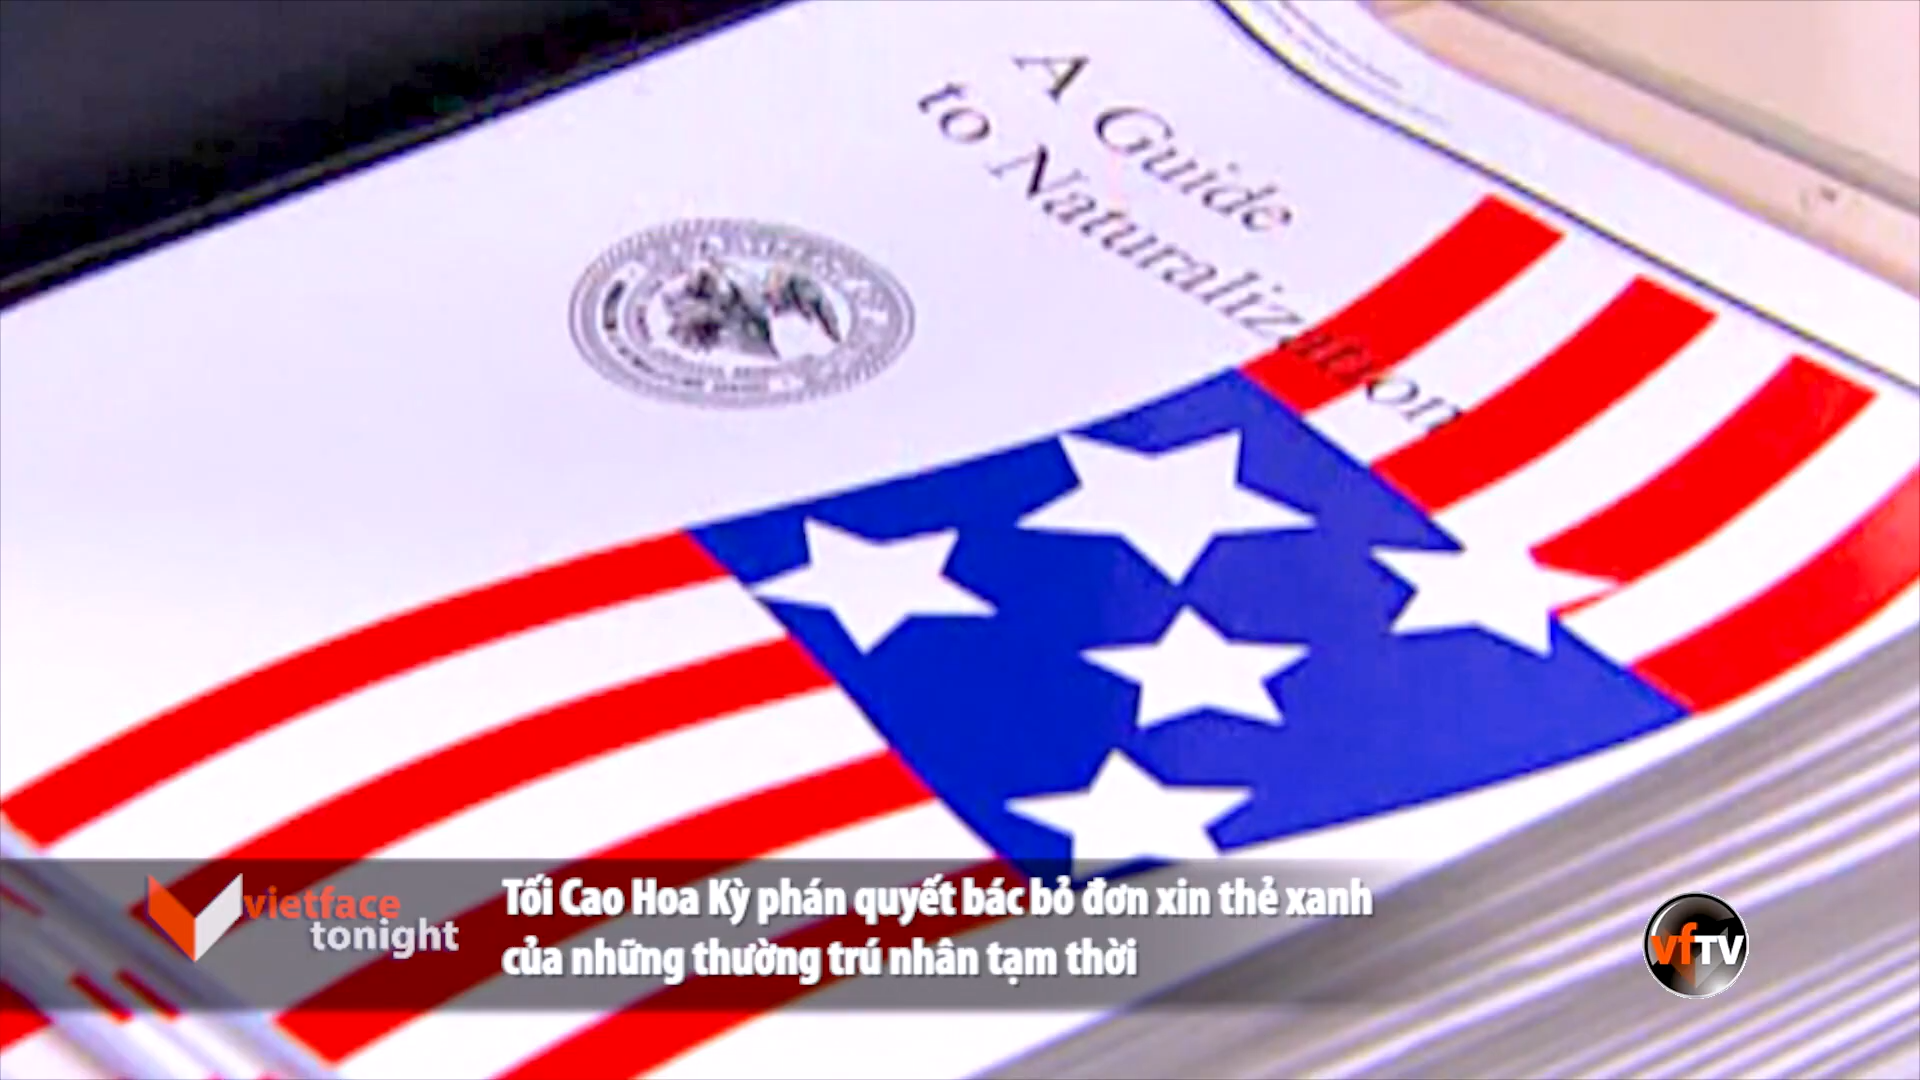 A Guide
to Naturalization
vietface
tonight
Tối Cao Hoa Kỳ phán quyết bác bỏ đơn xin thẻ xanh
của những thường trú nhân tạm thời
vfTV